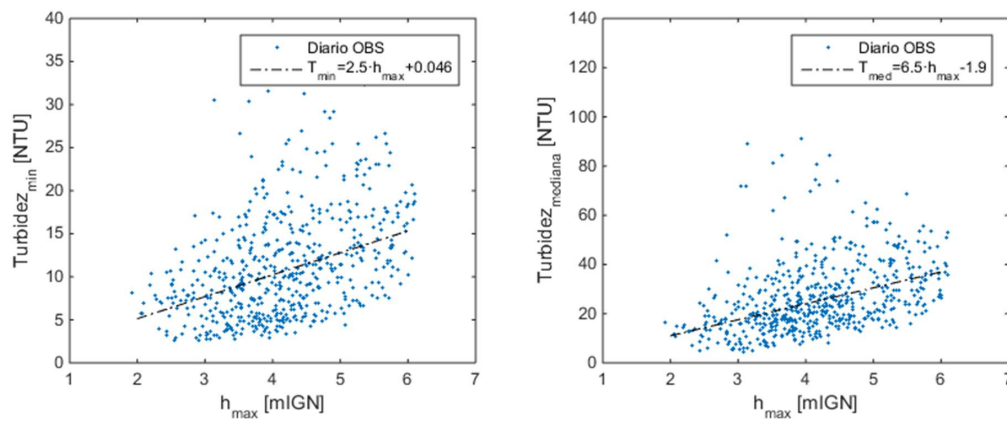 40
35
30
25
20
15
10
5
0
Turbidez_min [NTU]
Diario OBS
T_min=2.5·h_max+0.046
1 2 3 4 5 6 7
h_max [mIGN]
140
120
100
80
60
40
20
0
Turbidez_mediana [NTU]
Diario OBS
T_med=6.5·h_max-1.9
1 2 3 4 5 6 7
h_max [mIGN]